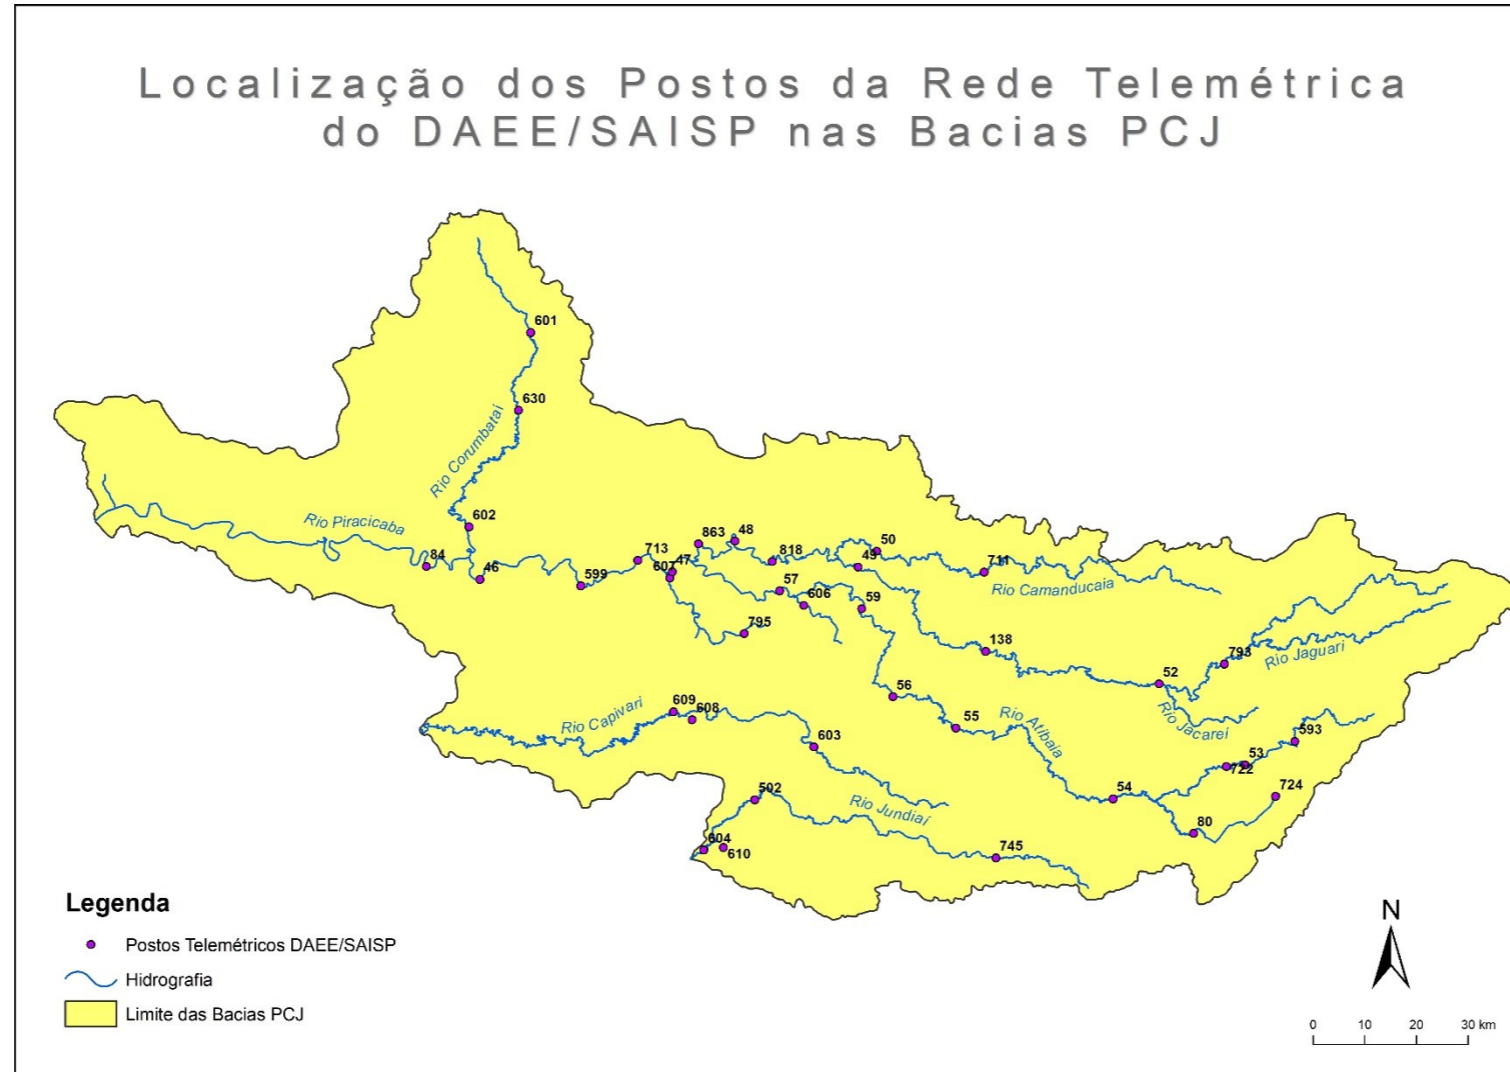 Localização dos Postos da Rede Telemétrica
do DAEE/SAISP nas Bacias PCJ
601
630
Rio Corumbataí
602
Rio Piracicaba
84
46
599
713
607
47
863
48
818
49
50
711
Rio Camanducaia
57
606
59
795
138
52
793
Rio Jaguari
Rio Jacareí
56
55
Rio Atibaia
609
608
Rio Capivari
603
593
53
722
724
54
80
502
Rio Jundiaí
604
610
745
Legenda
Postos Telemétricos DAEE/SAISP
Hidrografia
Limite das Bacias PCJ
N
0 10 20 30 km